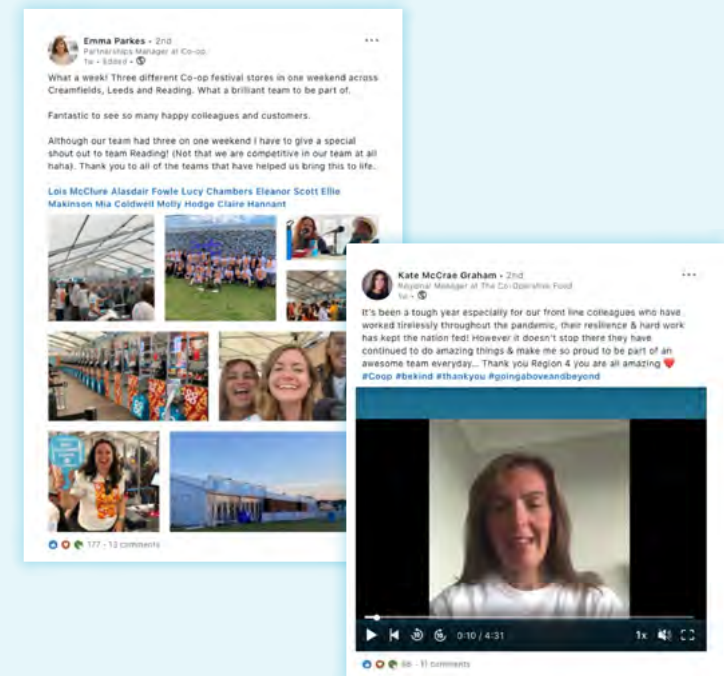 Emma Parkes • 2nd
Partnerships Manager at Co-op
1w • Edited •
What a week! Three different Co-op festival stores in one weekend across
Creamfields, Leeds and Reading. What a brilliant team to be part of.
Fantastic to see so many happy colleagues and customers.
Although our team had three on one weekend I have to give a special
shout out to team Reading! (Not that we are competitive in our team at all
haha). Thank you to all of the teams that have helped us bring this to life.
Lois McClure Alasdair Fowle Lucy Chambers Eleanor Scott Ellie
Makinson Mia Coldwell Molly Hodge Claire Hannant
177 • 13 comments
Kate McCrae Graham • 2nd
Regional Manager at The Co-Operative Food
1w •
It's been a tough year especially for our front line colleagues who have
worked tirelessly throughout the pandemic, their resilience & hard work
has kept the nation fed! However it doesn't stop there they have
continued to do amazing things & make me so proud to be part of an
awesome team everyday... Thank you Region 4 you are all amazing ❤️
#Coop #bekind #thankyou #goingaboveandbeyond
0:10 / 4:31
1x
66 • 11 comments